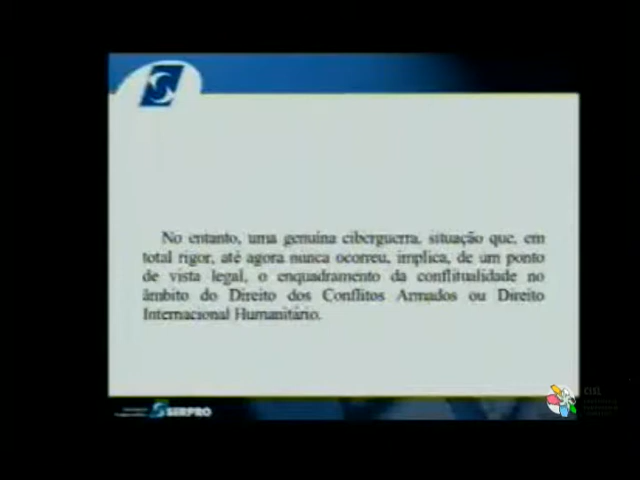 No entanto, uma genuína ciberguerra, situação que, em
total rigor, até agora nunca ocorreu, implica, de um ponto
de vista legal, o enquadramento da conflitualidade no
âmbito do Direito dos Conflitos Armados ou Direito
Internacional Humanitário.
SERPRO